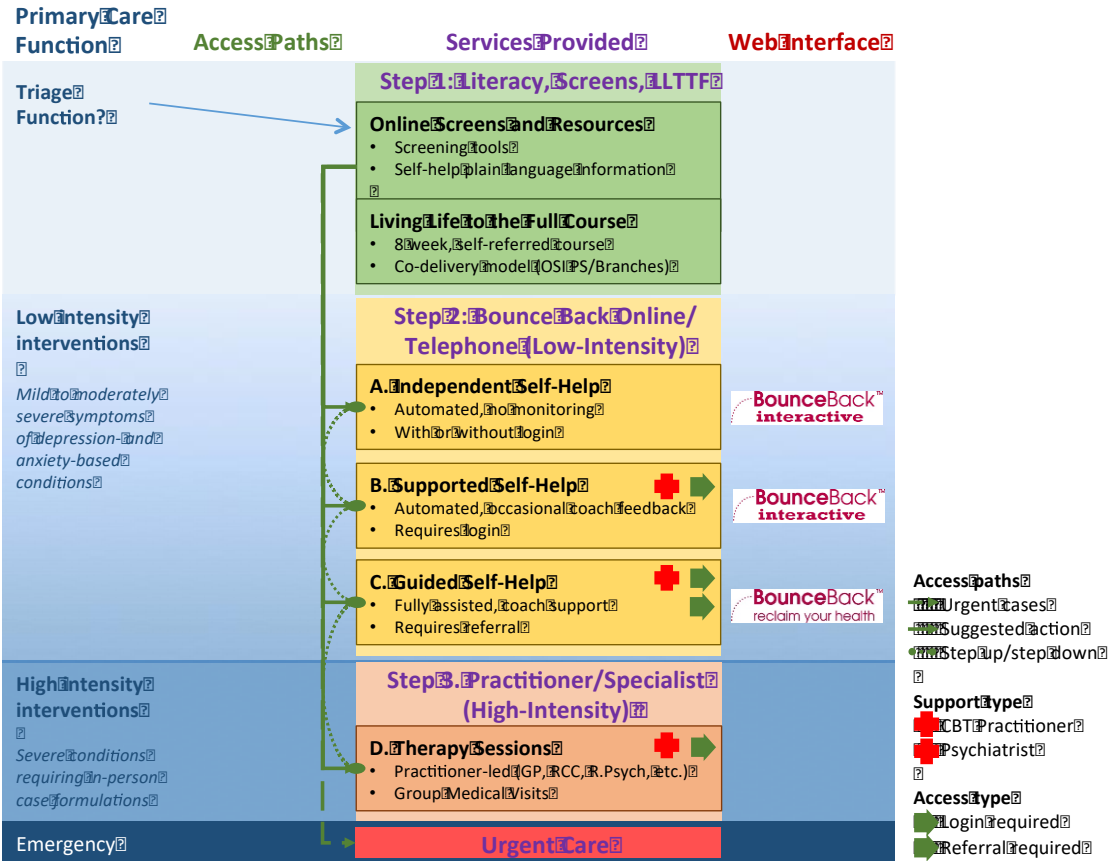 Primary Care
Function
Access Paths
Services Provided
Web Interface
Triage
Function?
Step 1: Literacy, Screens, LLTTF
Online Screens and Resources
• Screening tools
• Self-help plain language information
Living Life to the Full Course
• 8 week, self-referred course
• Co-delivery model (OSI PS/Branches)
Low intensity
interventions
Mild to moderately
severe symptoms
of depression- and
anxiety-based
conditions
Step 2: Bounce Back Online/
Telephone (Low-Intensity)
A. Independent Self-Help
• Automated, no monitoring
• With or without login
BounceBack™
interactive
B. Supported Self-Help
• Automated, occasional coach feedback
• Requires login
BounceBack™
interactive
C. Guided Self-Help
• Fully assisted, coach support
• Requires referral
BounceBack™
reclaim your health
High intensity
interventions
Severe conditions
requiring in-person
case formulations
Step 3. Practitioner/Specialist
(High-Intensity)
D. Therapy Sessions
• Practitioner-led (GP, RCC, R.Psych, etc.)
• Group Medical Visits
Emergency
Urgent Care
Access paths
Urgent cases
Suggested action
Step up/step down
Support type
CBT Practitioner
Psychiatrist
Access type
Login required
Referral required